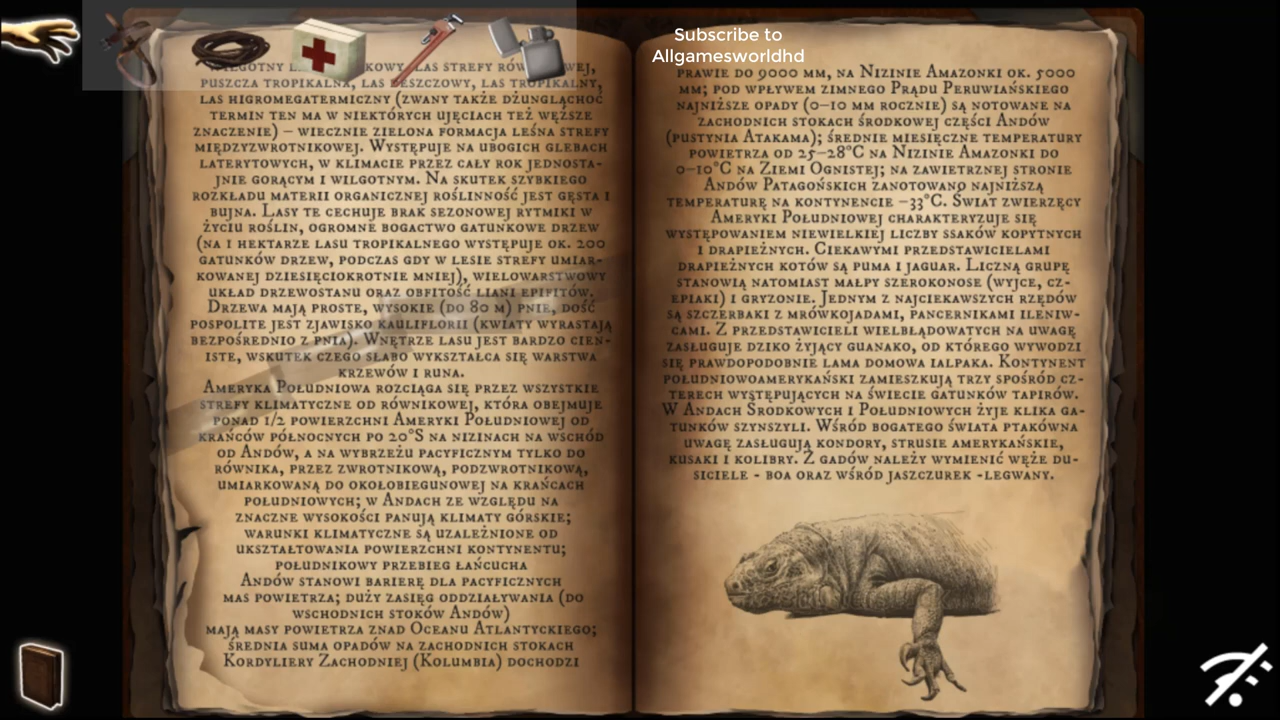 Subscribe to
Allgamesworldhd
WILGOTNY LAS RÓWNIKOWY, LAS STREFY RÓWNIKOWEJ,
PUSZCZA TROPIKALNA, LAS DESZCZOWY, LAS TROPIKALNY,
LAS HIGROMEGATERMICZNY (ZWANY TAKŻE DŻUNGLĄCHOĆ
TERMIN TEN MA W NIEKTÓRYCH UJĘCIACH TEŻ WĘŻSZE
ZNACZENIE) – WIECZNIE ZIELONA FORMACJA LEŚNA STREFY
MIĘDZYZWROTNIKOWEJ. WYSTĘPUJE NA UBOGICH GLEBACH
LATERYTOWYCH, W KLIMACIE PRZEZ CAŁY ROK JEDNOSTA-
JNIE GORĄCYM I WILGOTNYM. NA SKUTEK SZYBKIEGO
ROZKŁADU MATERII ORGANICZNEJ ROŚLINNOŚĆ JEST GĘSTA I
BUJNA. LASY TE CECHUJE BRAK SEZONOWEJ RYTMIKI W
ŻYCIU ROŚLIN, OGROMNE BOGACTWO GATUNKOWE DRZEW
(NA 1 HEKTARZE LASU TROPIKALNEGO WYSTĘPUJE OK. 200
GATUNKÓW DRZEW, PODCZAS GDY W LESIE STREFY UMIAR-
KOWANEJ DZIESIĘCIOKROTNIE MNIEJ), WIELOWARSTWOWY
UKŁAD DRZEWOSTANU ORAZ OBFITOŚĆ LIANI EPIFITÓW.
DRZEWA MAJĄ PROSTE, WYSOKIE (DO 80 M) PNIE, DOŚĆ
POSPOLITE JEST ZJAWISKO KAULIFLORII (KWIATY WYRASTAJĄ
BEZPOŚREDNIO Z PNIA). WNĘTRZE LASU JEST BARDZO CIEN-
ISTE, WSKUTEK CZEGO SŁABO WYKSZTAŁCA SIĘ WARSTWA
KRZEWÓW I RUNA.
AMERYKA POŁUDNIOWA ROZCIĄGA SIĘ PRZEZ WSZYSTKIE
STREFY KLIMATYCZNE OD RÓWNIKOWEJ, KTÓRA OBEJMUJE
PONAD 1/2 POWIERZCHNI AMERYKI POŁUDNIOWEJ OD
KRAŃCÓW PÓŁNOCNYCH PO 20°S NA NIZINACH NA WSCHÓD
OD ANDÓW, A NA WYBRZEŻU PACYFICZNYM TYLKO DO
RÓWNIKA, PRZEZ ZWROTNIKOWĄ, PODZWROTNIKOWĄ,
UMIARKOWANĄ DO OKOŁOBIEGUNOWEJ NA KRAŃCACH
POŁUDNIOWYCH; W ANDACH ZE WZGLĘDU NA
ZNACZNE WYSOKOŚCI PANUJĄ KLIMATY GÓRSKIE;
WARUNKI KLIMATYCZNE SĄ UZALEŻNIONE OD
UKSZTAŁTOWANIA POWIERZCHNI KONTYNENTU;
POŁUDNIKOWY PRZEBIEG ŁAŃCUCHA
ANDÓW STANOWI BARIERĘ DLA PACYFICZNYCH
MAS POWIETRZA; DUŻY ZASIĘG ODDZIAŁYWANIA (DO
WSCHODNICH STOKÓW ANDÓW)
MAJĄ MASY POWIETRZA ZNAD OCEANU ATLANTYCKIEGO;
ŚREDNIA SUMA OPADÓW NA ZACHODNICH STOKACH
KORDYLIERY ZACHODNIEJ (KOLUMBIA) DOCHODZI
PRAWIE DO 9000 MM, NA NIZINIE AMAZONKI OK. 5000
MM; POD WPŁYWEM ZIMNEGO PRĄDU PERUWIAŃSKIEGO
NAJNIŻSZE OPADY (0–10 MM ROCZNIE) SĄ NOTOWANE NA
ZACHODNICH STOKACH ŚRODKOWEJ CZĘŚCI ANDÓW
(PUSTYNIA ATAKAMA); ŚREDNIE MIESIĘCZNE TEMPERATURY
POWIETRZA OD 25–28°C NA NIZINIE AMAZONKI DO
0–10°C NA ZIEMI OGNISTEJ; NA ZAWIETRZNEJ STRONIE
ANDÓW PATAGOŃSKICH ZANOTOWANO NAJNIŻSZĄ
TEMPERATURĘ NA KONTYNENCIE –33°C. ŚWIAT ZWIERZĘCY
AMERYKI POŁUDNIOWEJ CHARAKTERYZUJE SIĘ
WYSTĘPOWANIEM NIEWIELKIEJ LICZBY SSAKÓW KOPYTNYCH
I DRAPIEŻNYCH. CIEKAWYMI PRZEDSTAWICIELAMI
DRAPIEŻNYCH KOTÓW SĄ PUMA I JAGUAR. LICZNĄ GRUPĘ
STANOWIĄ NATOMIAST MAŁPY SZEROKONOSE (WYJCE, CZ-
EPIAKI) I GRYZONIE. JEDNYM Z NAJCIEKAWSZYCH RZĘDÓW
SĄ SZCZERBAKI Z MRÓWKOJADAMI, PANCERNIKAMI ILENIW-
CAMI. Z PRZEDSTAWICIELI WIELBŁĄDOWATYCH NA UWAGĘ
ZASŁUGUJE DZIKO ŻYJĄCY GUANAKO, OD KTÓREGO WYWODZI
SIĘ PRAWDOPODOBNIE LAMA DOMOWA IALPAKA. KONTYNENT
POŁUDNIOWOAMERYKAŃSKI ZAMIESZKUJĄ TRZY SPOŚRÓD CZ-
TERECH WYSTĘPUJĄCYCH NA ŚWIECIE GATUNKÓW TAPIRÓW.
W ANDACH ŚRODKOWYCH I POŁUDNIOWYCH ŻYJE KLIKA GA-
TUNKÓW SZYNSZYLI. WŚRÓD BOGATEGO ŚWIATA PTAKÓWNA
UWAGĘ ZASŁUGUJĄ KONDORY, STRUSIE AMERYKAŃSKIE,
KUSAKI I KOLIBRY. Z GADÓW NALEŻY WYMIENIĆ WĘŻE DU-
SICIELE - BOA ORAZ WŚRÓD JASZCZUREK -LEGWANY.